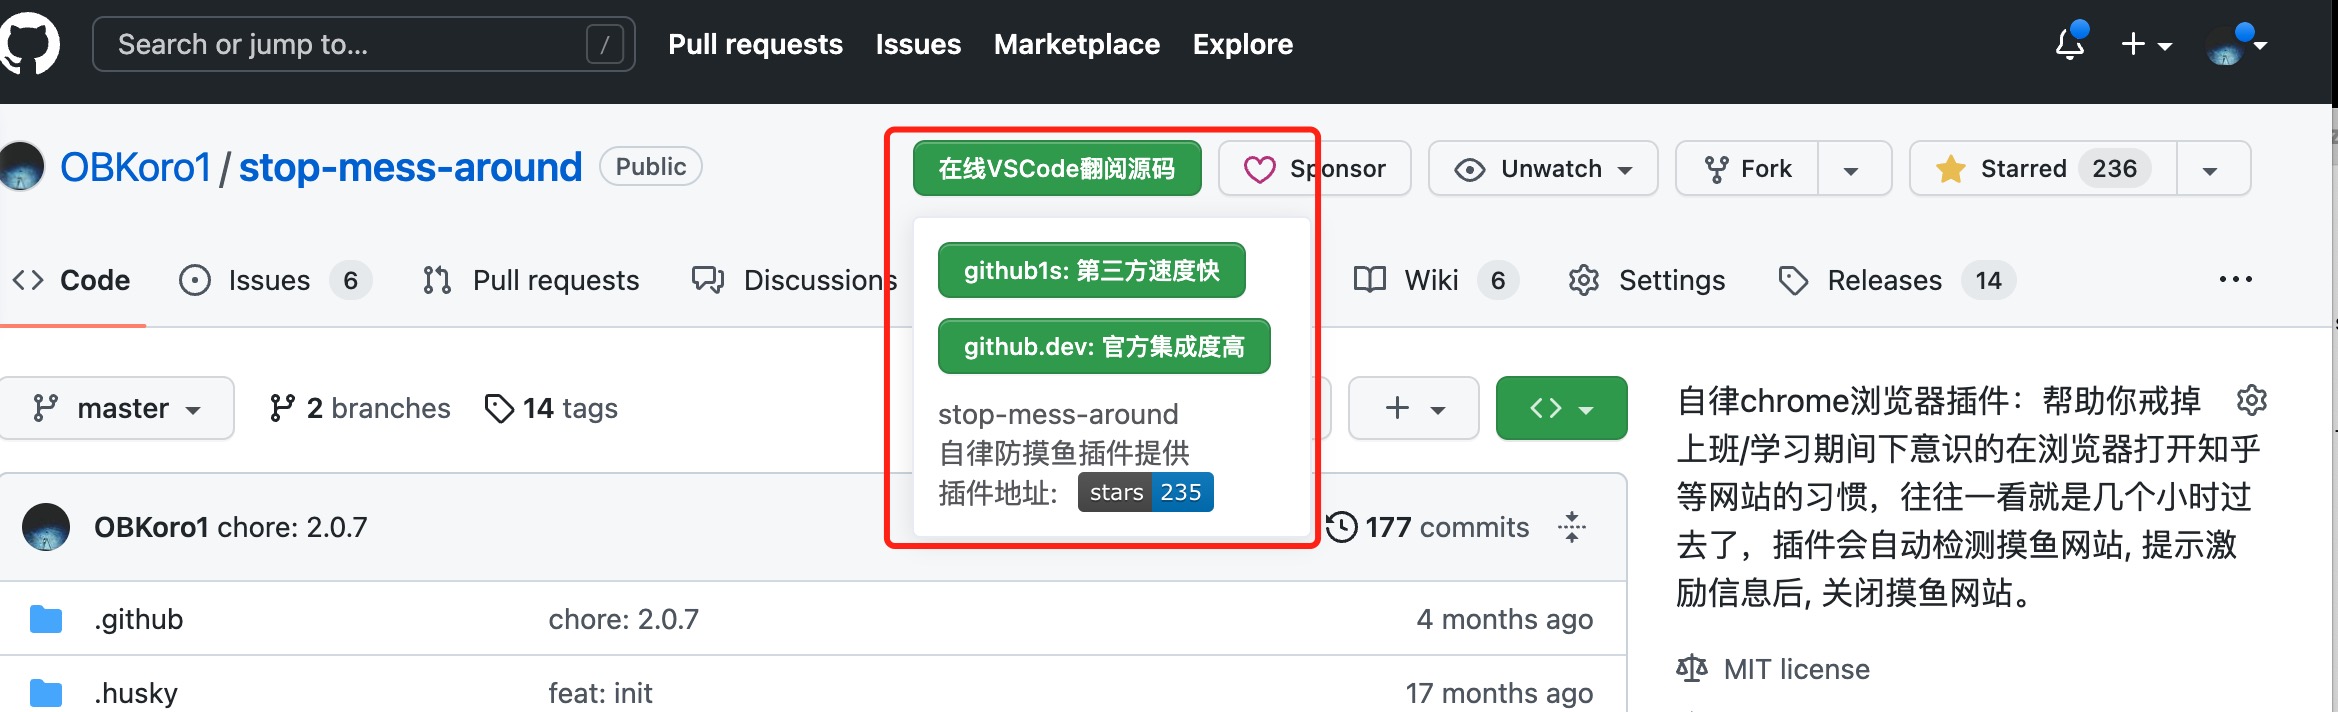 Search or jump to... /
Pull requests Issues Marketplace Explore
OBKoro1 / stop-mess-around Public
在线VSCode翻阅源码
Sponsor
Unwatch
Fork
Starred 236
Code
Issues 6
Pull requests
Discussions
Wiki 6
Settings
Releases 14
github1s: 第三方速度快
github.dev: 官方集成度高
stop-mess-around
自律防摸鱼插件提供
插件地址: stars 235
master
2 branches
14 tags
OBKoro1 chore: 2.0.7
177 commits
.github chore: 2.0.7 4 months ago
.husky feat: init 17 months ago
自律chrome浏览器插件：帮助你戒掉
上班/学习期间下意识的在浏览器打开知乎
等网站的习惯，往往一看就是几个小时过
去了，插件会自动检测摸鱼网站, 提示激
励信息后, 关闭摸鱼网站。
MIT license